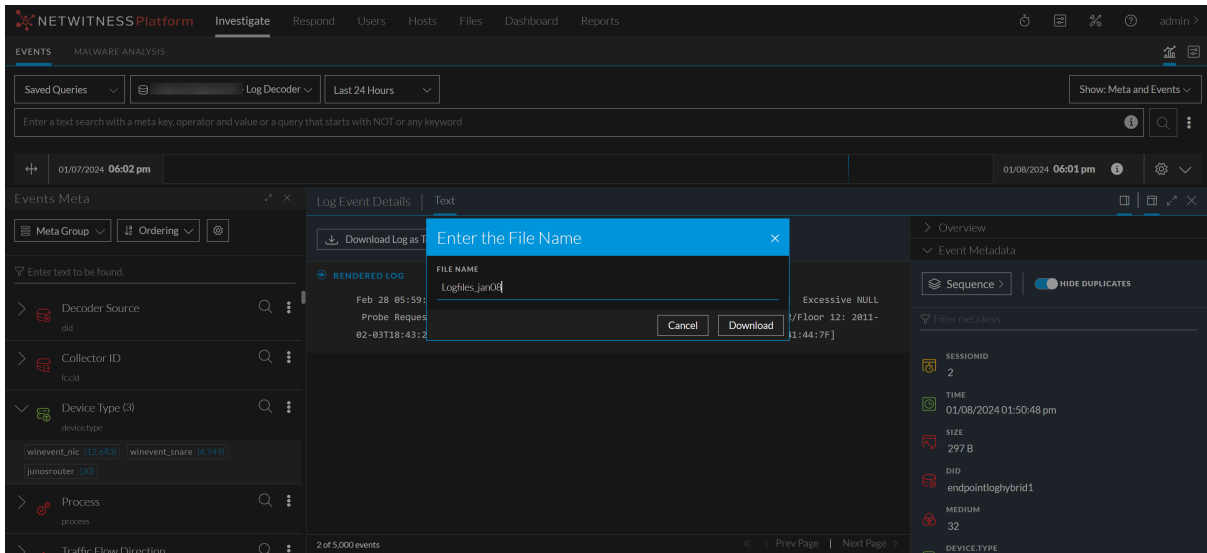 NETWITNESS Platform Investigate Respond Users Hosts Files Dashboard Reports admin >
EVENTS MALWARE ANALYSIS
Saved Queries - Log Decoder Last 24 Hours Show: Meta and Events
Enter a text search with a meta key, operator and value or a query that starts with NOT or any keyword
01/07/2024 06:02 pm 01/08/2024 06:01 pm
Events Meta
Meta Group Ordering
Enter text to be found.
Decoder Source
did
Collector ID
lc.cid
Device Type (3)
device.type
winevent_nic (12,683) winevent_snare (4,949)
junosrouter (30)
Process
process
Traffic Flow Direction
Log Event Details Text
Download Log as T
RENDERED LOG
Feb 28 05:59: Excessive NULL
Probe Reques 2/Floor 12: 2011-
02-03T18:43:2 41:44:7F]
Enter the File Name
FILE NAME
Logfiles_jan08
Cancel Download
2 of 5,000 events << < Prev Page | Next Page >
Overview
Event Metadata
Sequence > HIDE DUPLICATES
Filter meta keys
SESSIONID
2
TIME
01/08/2024 01:50:48 pm
SIZE
297 B
DID
endpointloghybrid1
MEDIUM
32
DEVICE.TYPE